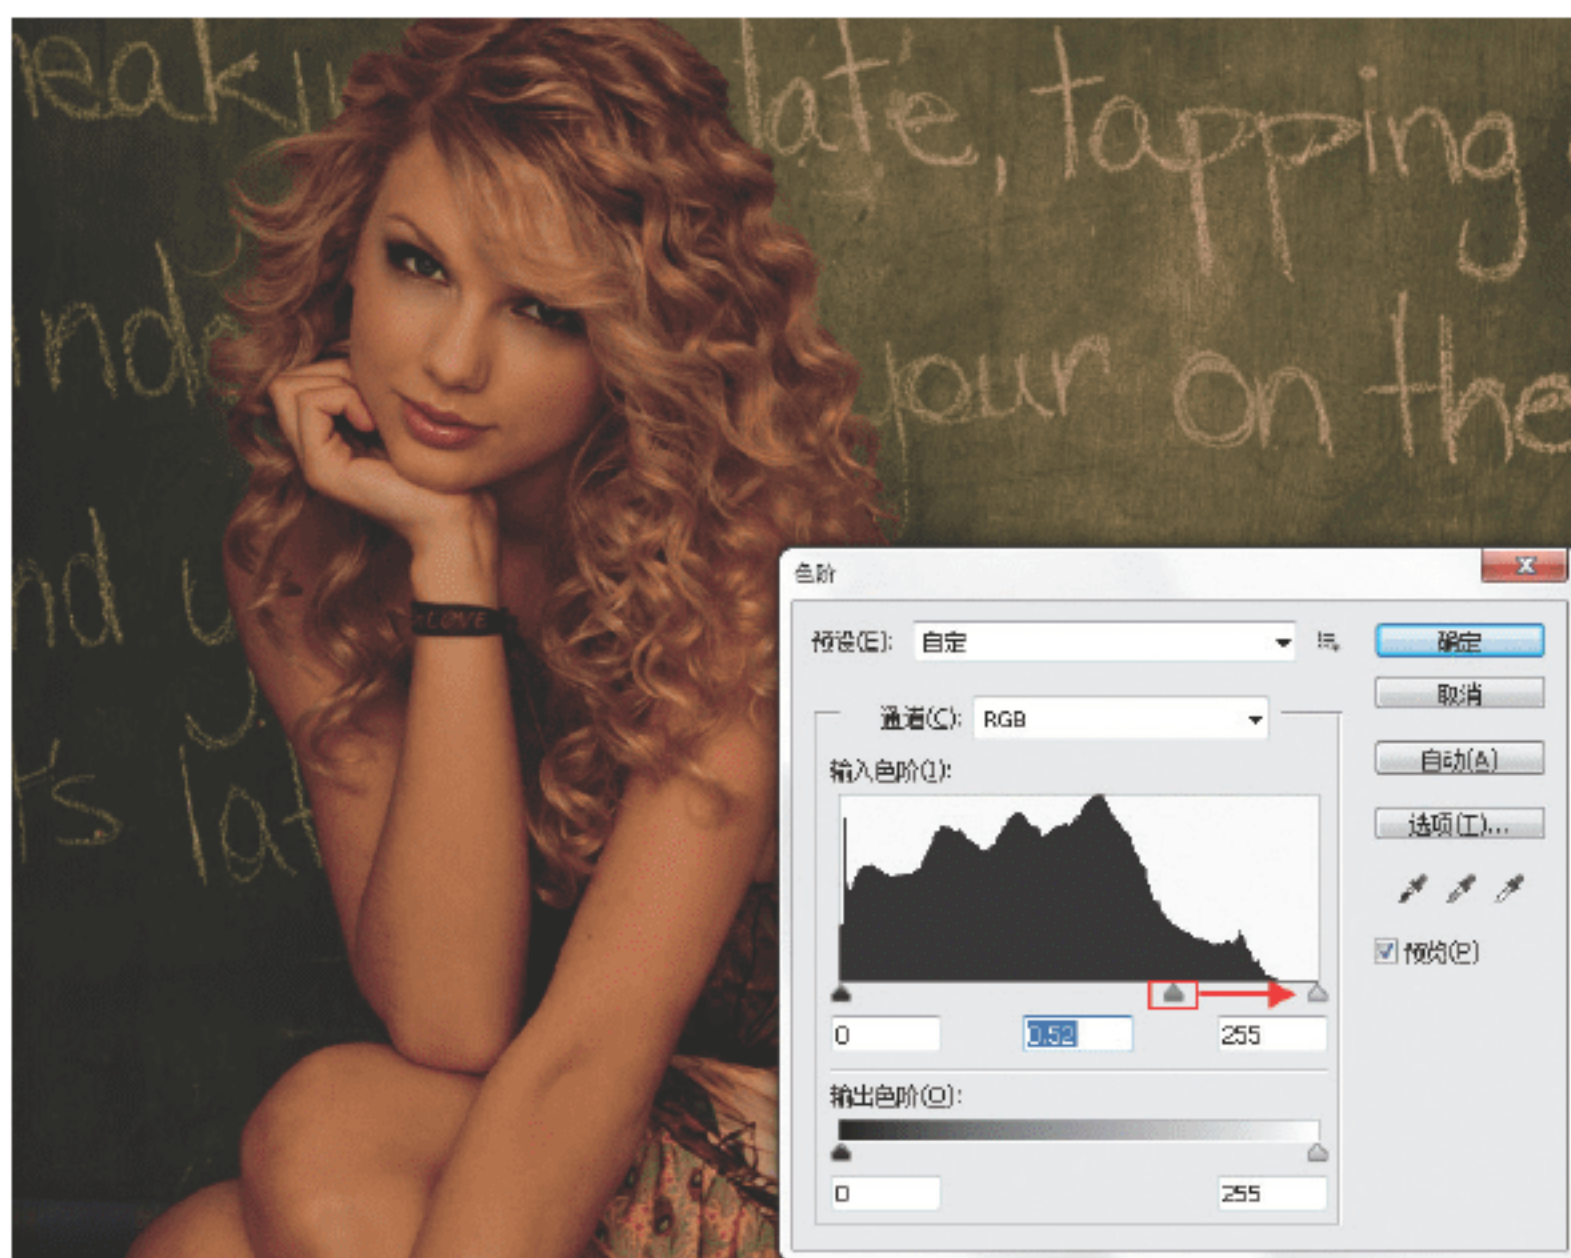 neaky late, tapping
your on the
nd y
t's lat
LOVE
色阶
预设(E): 自定
确定
取消
通道(C): RGB
自动(A)
输入色阶(I):
选项(T)...
预览(P)
0 0.52 255
输出色阶(O):
0 255